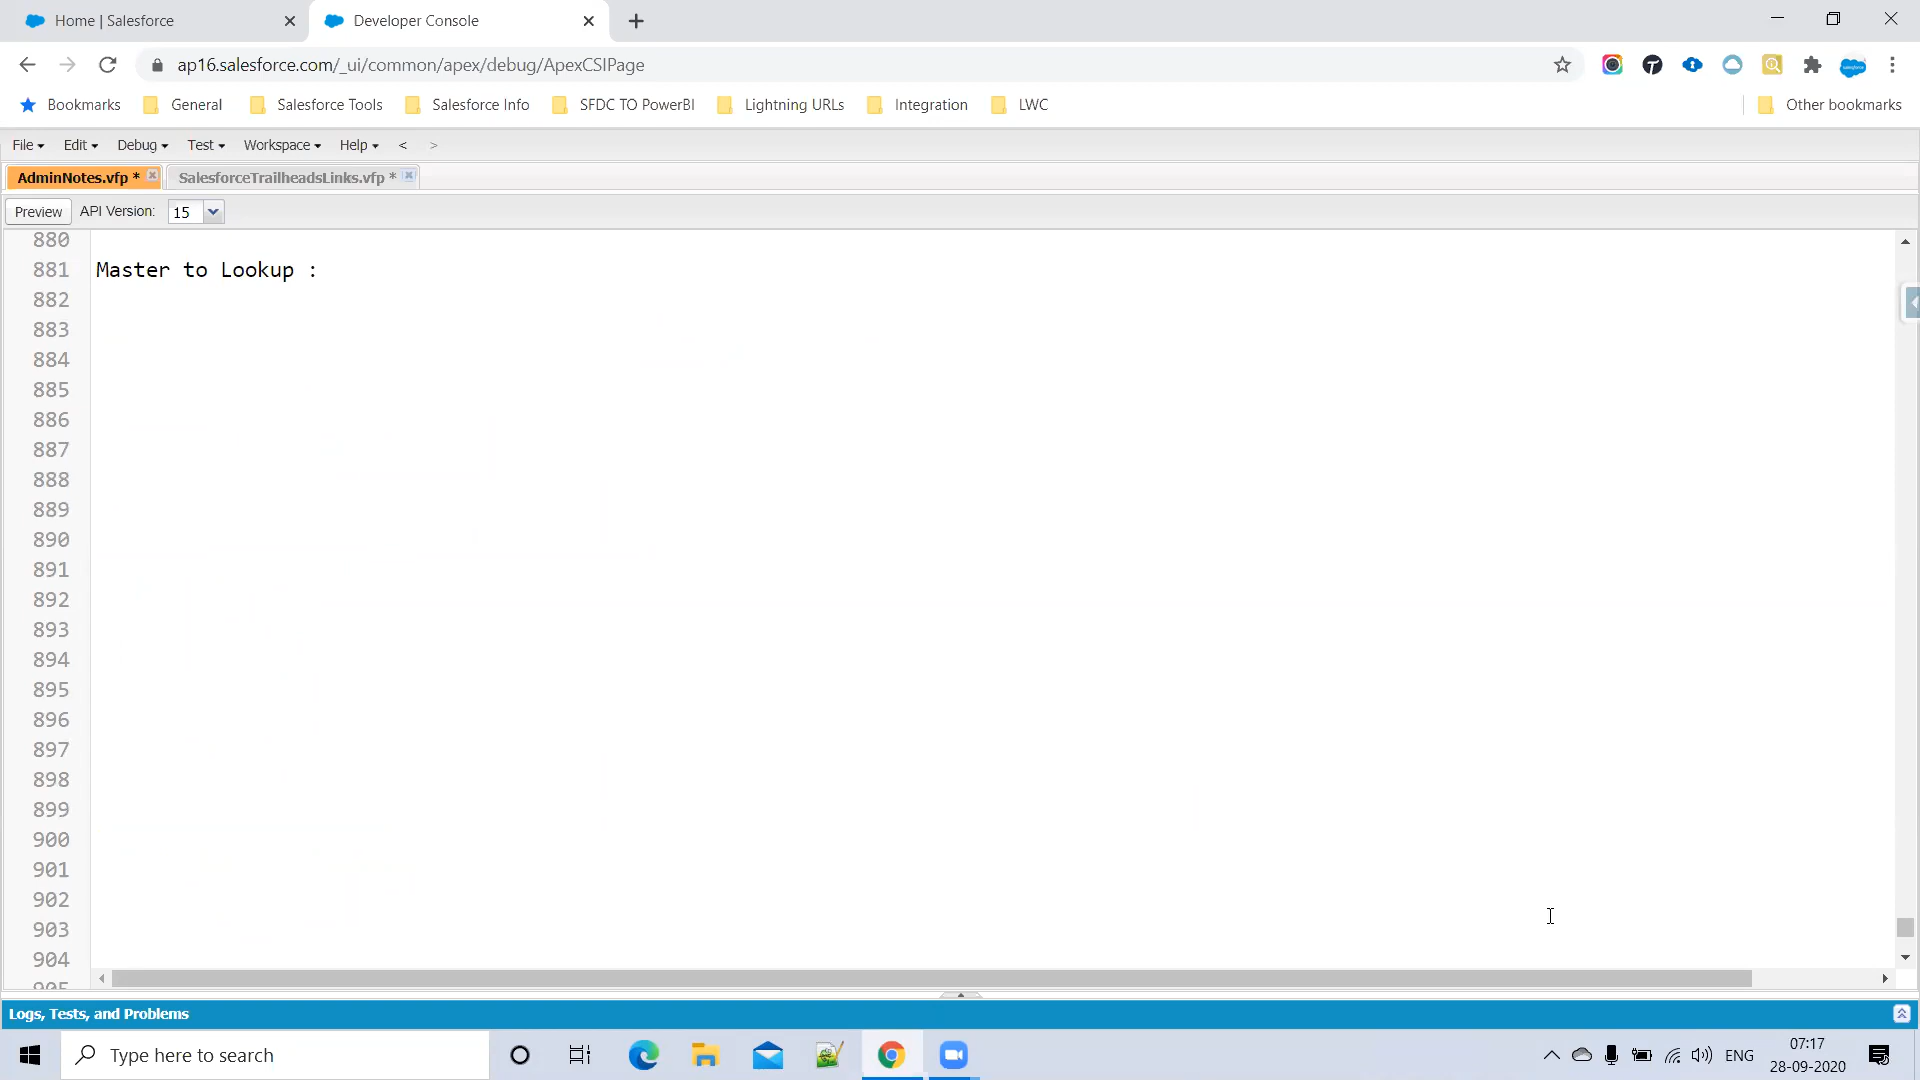 Home | Salesforce
Developer Console
ap16.salesforce.com/_ui/common/apex/debug/ApexCSIPage
Bookmarks General Salesforce Tools Salesforce Info SFDC TO PowerBI Lightning URLs Integration LWC Other bookmarks
File Edit Debug Test Workspace Help < >
AdminNotes.vfp * SalesforceTrailheadsLinks.vfp *
Preview API Version: 15
880
881 Master to Lookup :
882
883
884
885
886
887
888
889
890
891
892
893
894
895
896
897
898
899
900
901
902
903
904
905
Logs, Tests, and Problems
Type here to search
ENG
07:17
28-09-2020